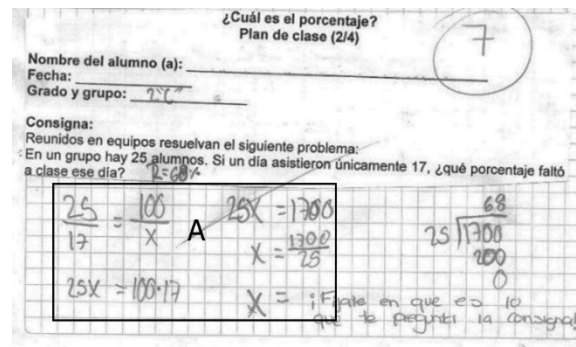 ¿Cuál es el porcentaje?
Plan de clase (2/4)
7
Nombre del alumno (a):
Fecha:
Grado y grupo: 2°"C"
Consigna:
Reunidos en equipos resuelvan el siguiente problema:
En un grupo hay 25 alumnos. Si un día asistieron únicamente 17, ¿qué porcentaje faltó
a clase ese día? R=68%
25/17 = 100/X
A
25X = 100·17
25X = 1700
X = 1700/25
X =
68
25 1700
200
0
¡Fíjate en que es lo
que te pregunta la consigna!